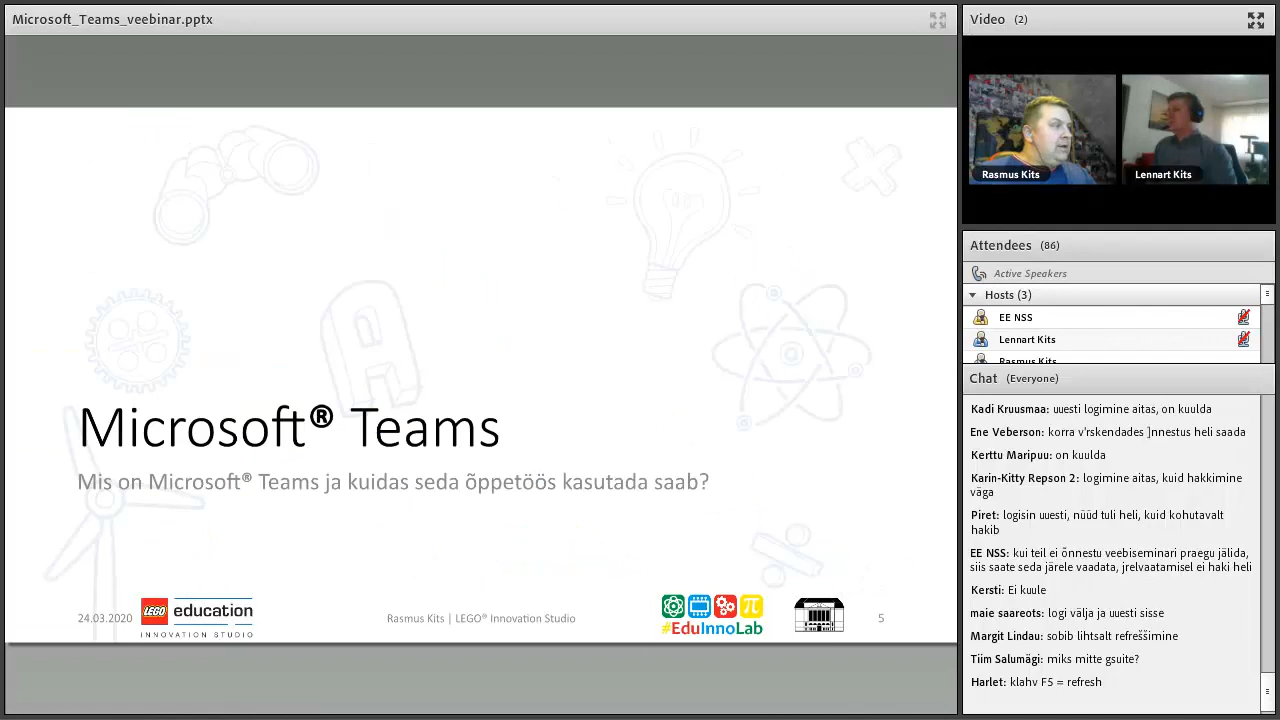 Microsoft_Teams_veebinar.pptx
Microsoft® Teams
Mis on Microsoft® Teams ja kuidas seda õppetöös kasutada saab?
24.03.2020
LEGO education
INNOVATION STUDIO
Rasmus Kits | LEGO® Innovation Studio
#EduInnoLab
5
Video (2)
Rasmus Kits
Lennart Kits
Attendees (86)
Active Speakers
Hosts (3)
EE NSS
Lennart Kits
Rasmus Kits
Chat (Everyone)
Kadi Kruusmaa: uuesti logimine aitas, on kuulda
Ene Veberson: korra v'rskendades ]nnestus heli saada
Kerttu Maripuu: on kuulda
Karin-Kitty Repson 2: logimine aitas, kuid hakkimine
väga
Piret: logisin uuesti, nüüd tuli heli, kuid kohutavalt
hakib
EE NSS: kui teil ei õnnestu veebiseminari praegu jälida,
siis saate seda järele vaadata, jrelvaatamisel ei haki heli
Kersti: Ei kuule
maie saareots: logi välja ja uuesti sisse
Margit Lindau: sobib lihtsalt refreššimine
Tiim Salumägi: miks mitte gsuite?
Harlet: klahv F5 = refresh